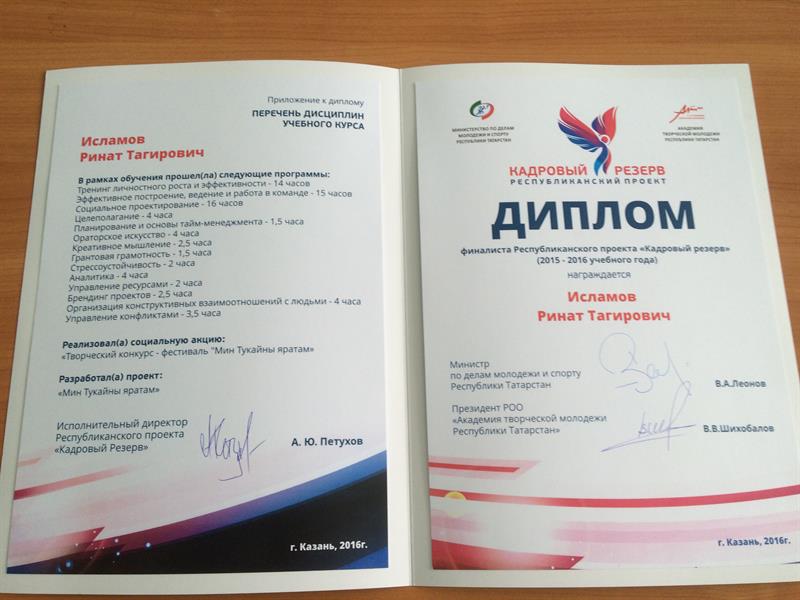 Приложение к диплому
ПЕРЕЧЕНЬ ДИСЦИПЛИН
УЧЕБНОГО КУРСА
Исламов
Ринат Тагирович
В рамках обучения прошел(ла) следующие программы:
Тренинг личностного роста и эффективности - 14 часов
Эффективное построение, ведение и работа в команде - 15 часов
Социальное проектирование - 16 часов
Целеполагание - 4 часа
Планирование и основы тайм-менеджмента - 1,5 часа
Ораторское искусство - 4 часа
Креативное мышление - 2,5 часа
Грантовая грамотность - 1,5 часа
Стрессоустойчивость - 2 часа
Аналитика - 4 часа
Управление ресурсами - 2 часа
Брендинг проектов - 2,5 часа
Организация конструктивных взаимоотношений с людьми - 4 часа
Управление конфликтами - 3,5 часа
Реализовал(а) социальную акцию:
«Творческий конкурс - фестиваль "Мин Тукайны яратам»
Разработал(а) проект:
«Мин Тукайны яратам»
Исполнительный директор
Республиканского проекта
«Кадровый Резерв»
А. Ю. Петухов
г. Казань, 2016г.
МИНИСТЕРСТВО ПО ДЕЛАМ
МОЛОДЕЖИ И СПОРТУ
РЕСПУБЛИКИ ТАТАРСТАН
АКАДЕМИЯ
ТВОРЧЕСКОЙ МОЛОДЕЖИ
РЕСПУБЛИКИ ТАТАРСТАН
КАДРОВЫЙ РЕЗЕРВ
РЕСПУБЛИКАНСКИЙ ПРОЕКТ
ДИПЛОМ
финалиста Республиканского проекта «Кадровый резерв»
(2015 - 2016 учебного года)
награждается
Исламов
Ринат Тагирович
Министр
по делам молодежи и спорту
Республики Татарстан
В.А.Леонов
Президент РОО
«Академия творческой молодежи
Республики Татарстан»
В.В.Шихобалов
г. Казань, 2016г.